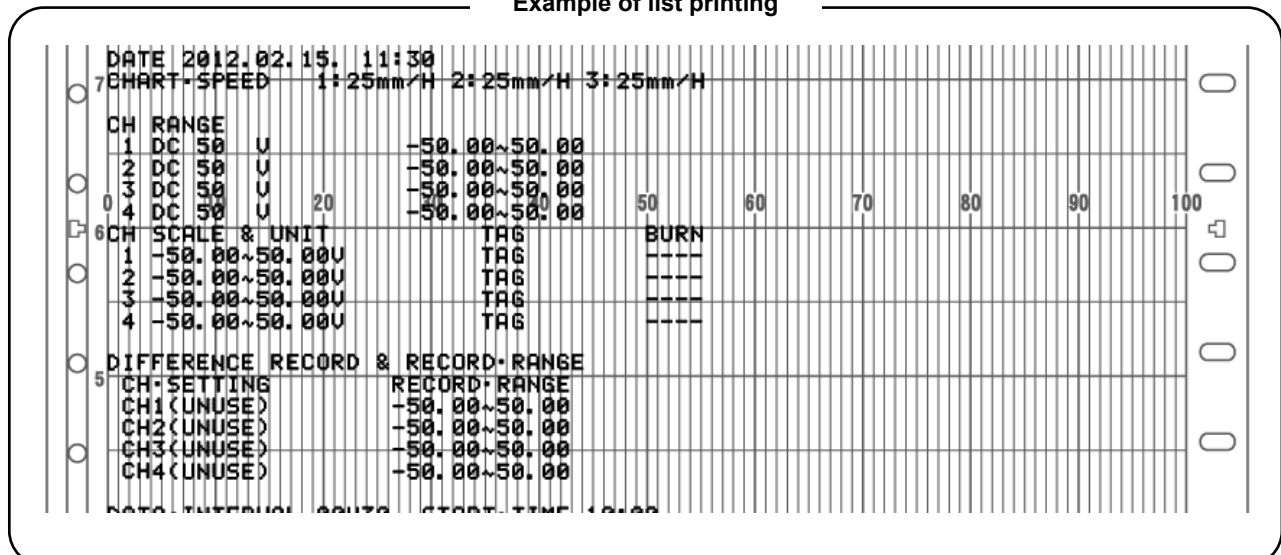 Example of list printing
DATE 2012.02.15. 11:30
7 CHART·SPEED 1:25mm/H 2:25mm/H 3:25mm/H
CH RANGE
1 DC 50 V -50.00~50.00
2 DC 50 V -50.00~50.00
3 DC 50 V -50.00~50.00
0 20 50 60 70 80 90 100
4 DC 50 V -50.00~50.00
6 CH SCALE & UNIT TAG BURN
1 -50.00~50.00V TAG ----
2 -50.00~50.00V TAG ----
3 -50.00~50.00V TAG ----
4 -50.00~50.00V TAG ----
DIFFERENCE RECORD & RECORD·RANGE
5 CH·SETTING RECORD·RANGE
CH1(UNUSE) -50.00~50.00
CH2(UNUSE) -50.00~50.00
CH3(UNUSE) -50.00~50.00
CH4(UNUSE) -50.00~50.00